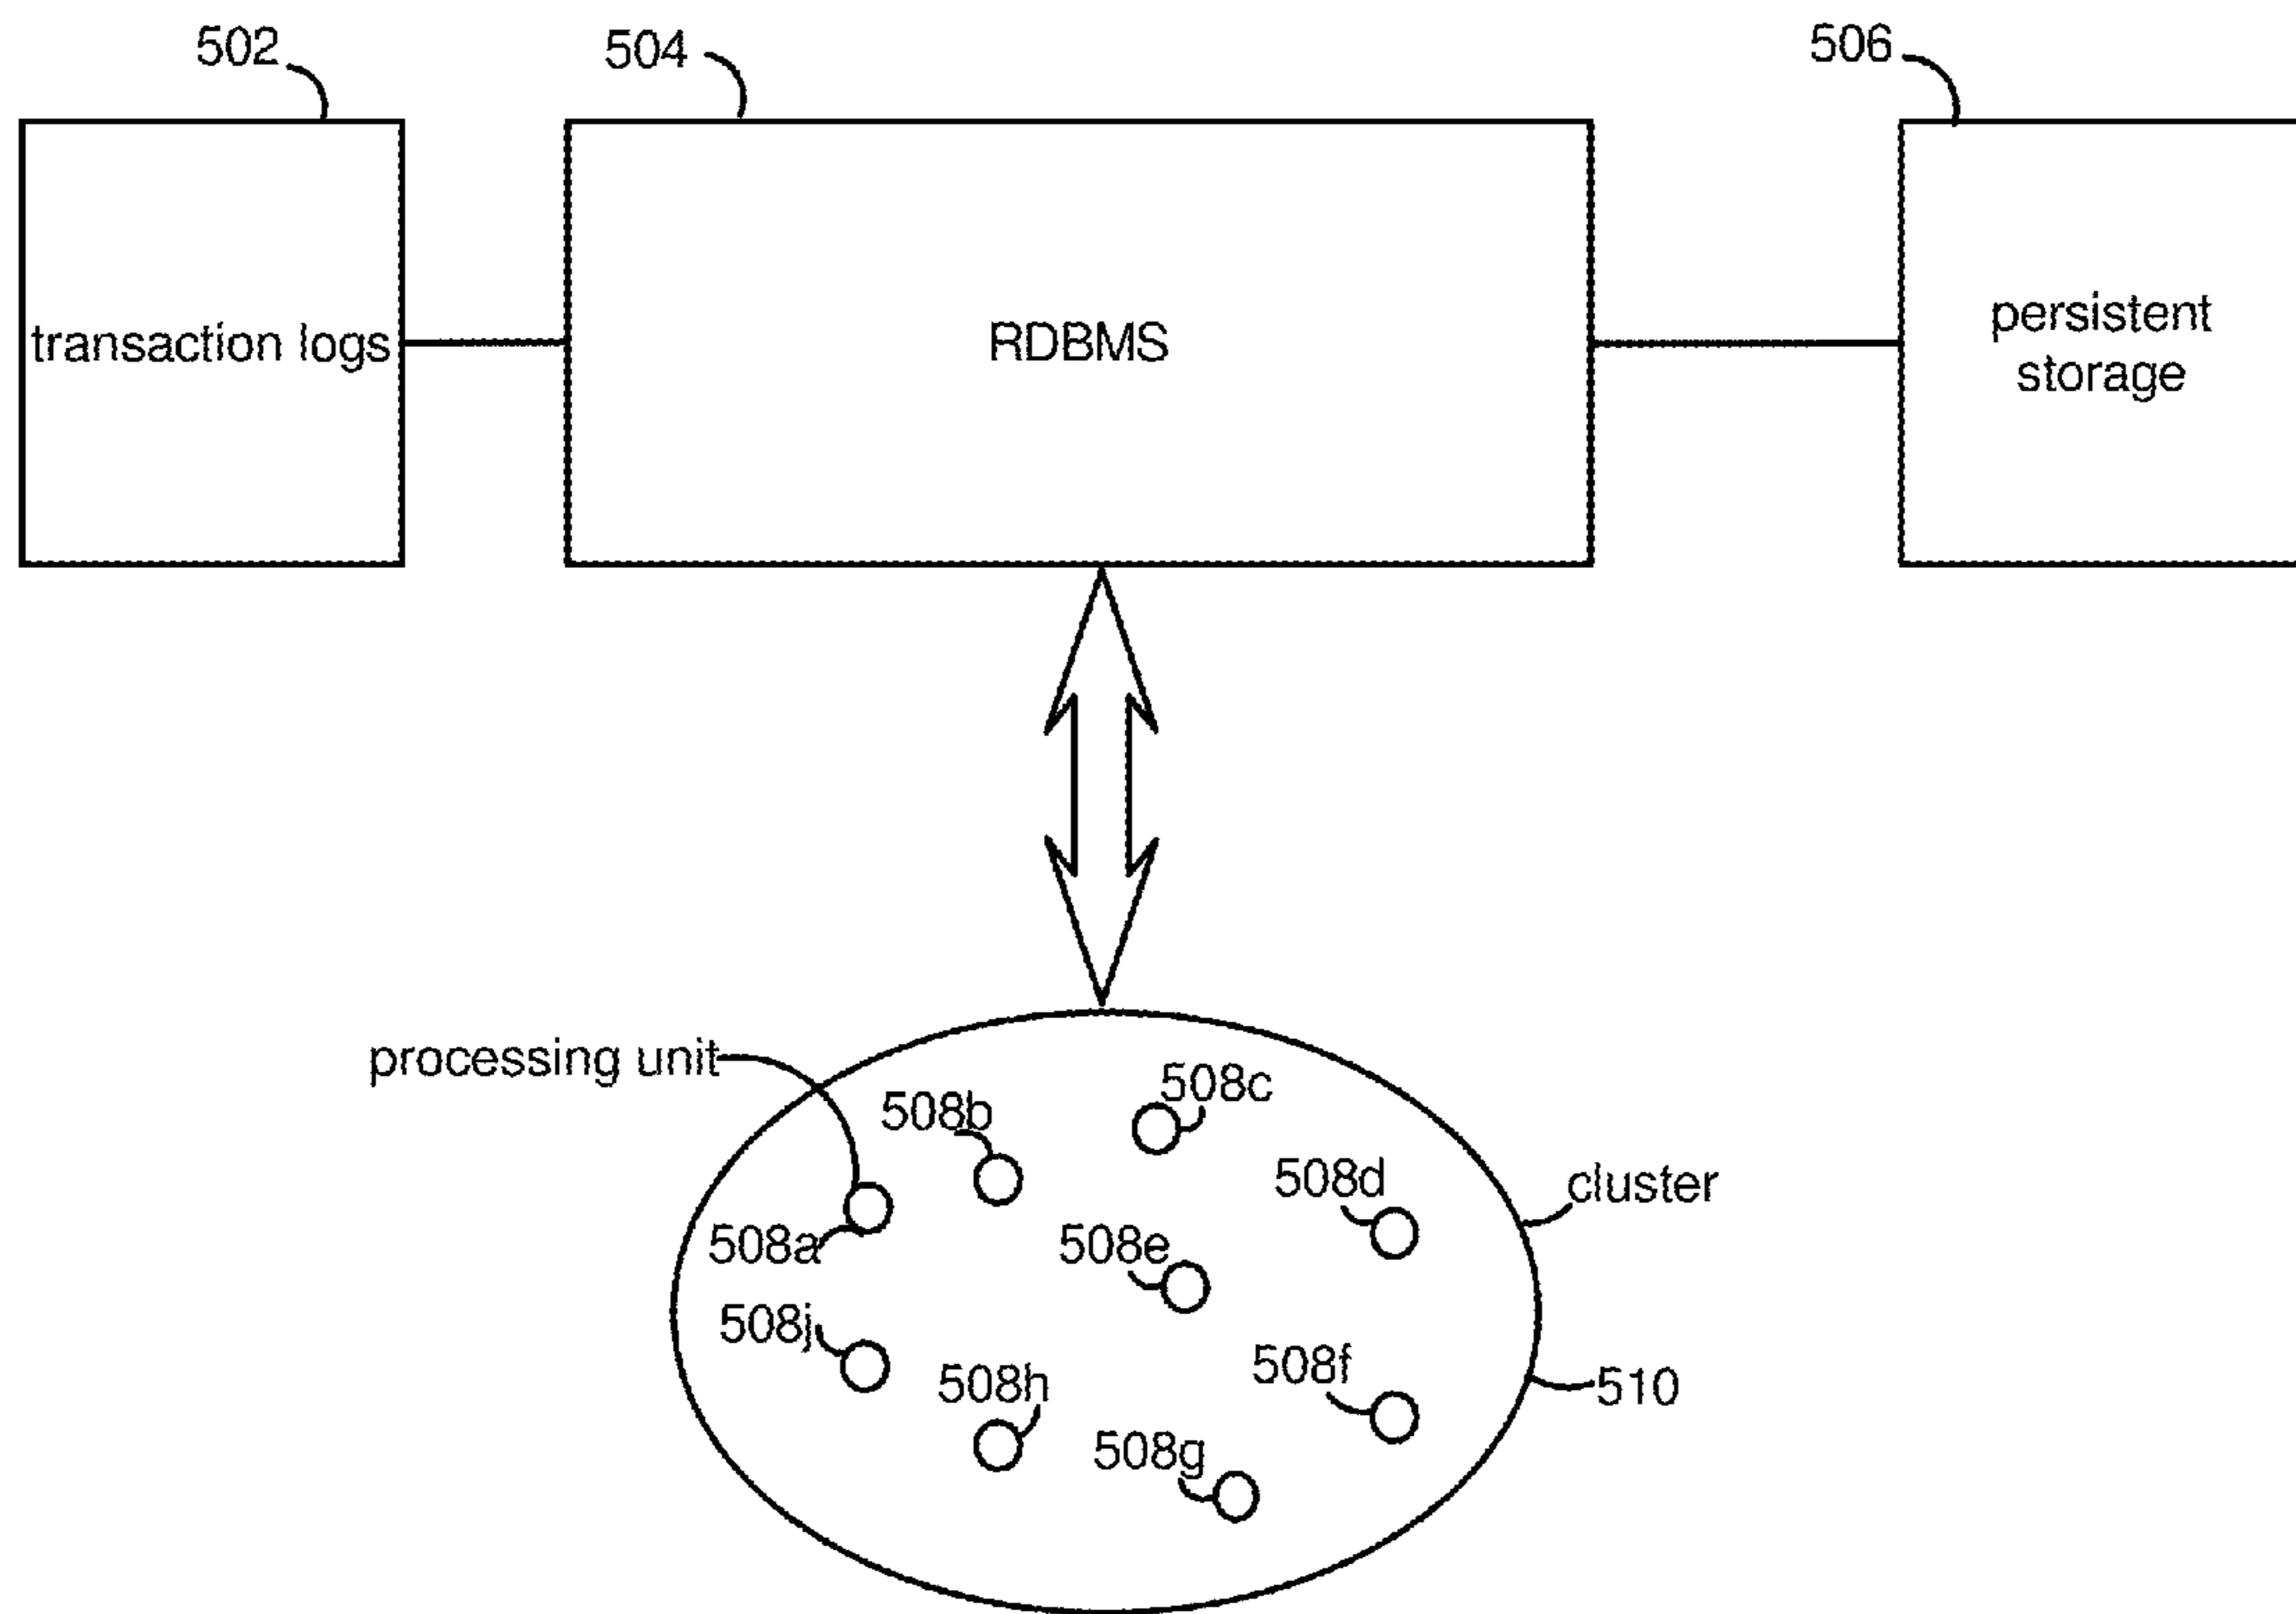 502
504
506
transaction logs
RDBMS
persistent
storage
processing unit
508b
508c
508d
cluster
508a
508e
508j
508h
508f
510
508g